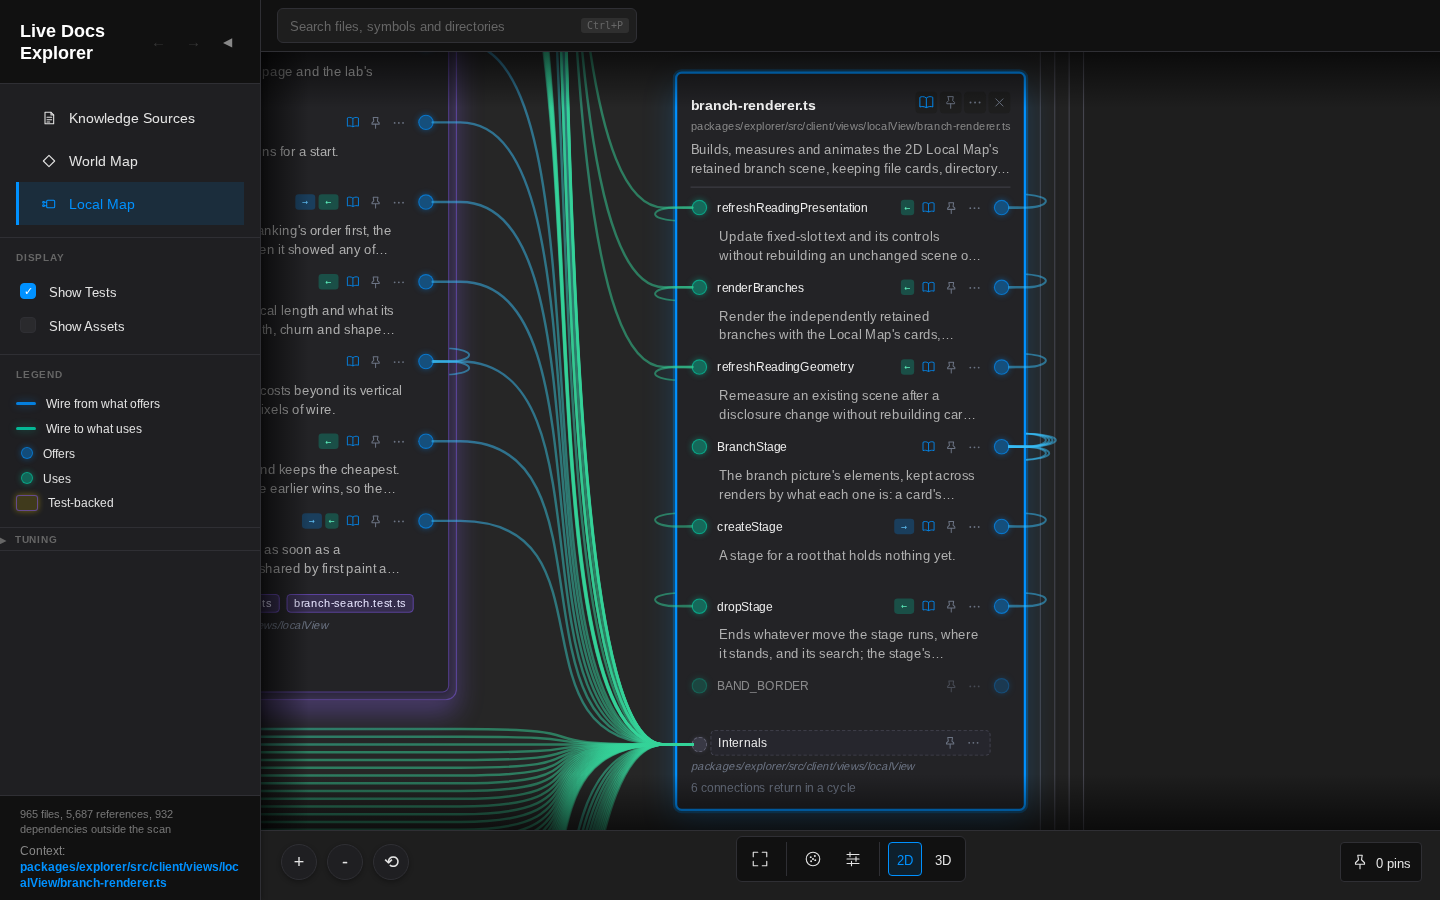 Live Docs
Explorer
← → ◀
Search files, symbols and directories
Ctrl+P
Knowledge Sources
World Map
Local Map
DISPLAY
✓ Show Tests
Show Assets
LEGEND
Wire from what offers
Wire to what uses
Offers
Uses
Test-backed
▶ TUNING
965 files, 5,687 references, 932
dependencies outside the scan
Context:
packages/explorer/src/client/views/loc
alView/branch-renderer.ts
page and the lab's
for a start.
order first, the
it showed any of…
length and what its
churn and shape…
costs beyond its vertical
of wire.
keeps the cheapest.
earlier wins, so the…
as soon as a
shared by first paint a…
branch-search.test.ts
/localView
branch-renderer.ts
packages/explorer/src/client/views/localView/branch-renderer.ts
Builds, measures and animates the 2D Local Map's
retained branch scene, keeping file cards, directory…
refreshReadingPresentation
Update fixed-slot text and its controls
without rebuilding an unchanged scene o…
renderBranches
Render the independently retained
branches with the Local Map's cards,…
refreshReadingGeometry
Remeasure an existing scene after a
disclosure change without rebuilding car…
BranchStage
The branch picture's elements, kept across
renders by what each one is: a card's…
createStage
A stage for a root that holds nothing yet.
dropStage
Ends whatever move the stage runs, where
it stands, and its search; the stage's…
BAND_BORDER
Internals
packages/explorer/src/client/views/localView
6 connections return in a cycle
+ - ⟲
2D 3D
0 pins